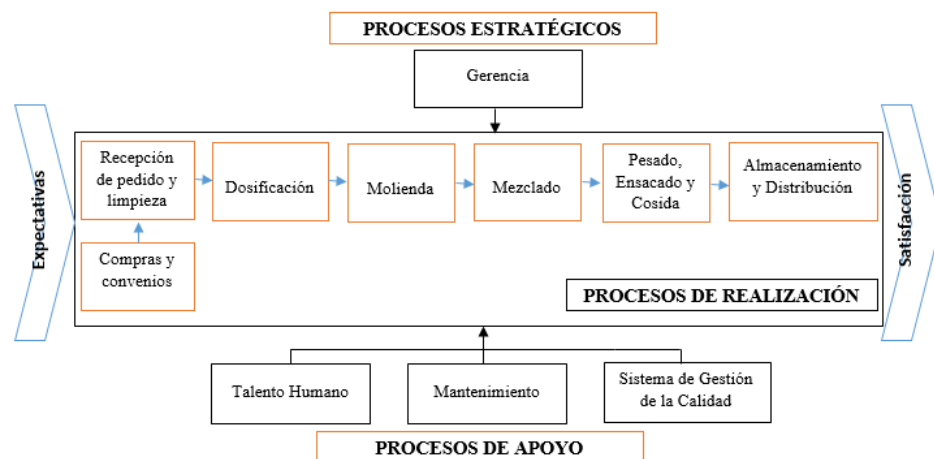 PROCESOS ESTRATÉGICOS
Gerencia
Expectativas
Recepción
de pedido y
limpieza
Dosificación
Molienda
Mezclado
Pesado,
Ensacado y
Cosida
Almacenamiento
y Distribución
Compras y
convenios
PROCESOS DE REALIZACIÓN
Satisfacción
Talento Humano
Mantenimiento
Sistema de Gestión
de la Calidad
PROCESOS DE APOYO